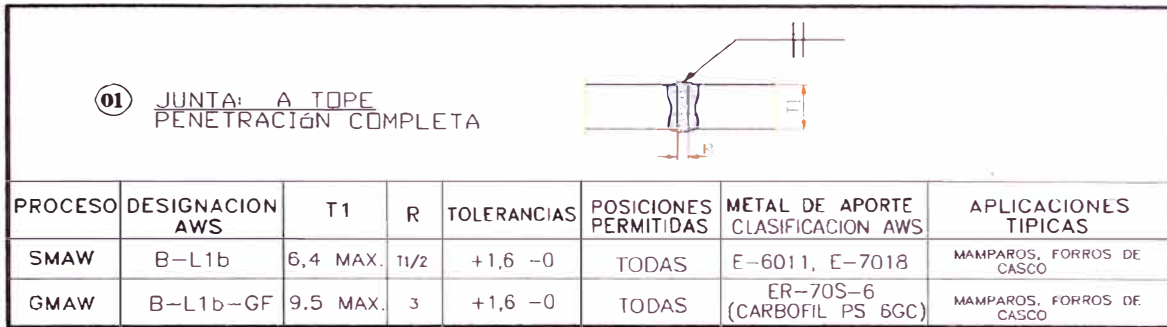 01 JUNTA: A TOPE
PENETRACIóN COMPLETA
T1
R
PROCESO DESIGNACION AWS T1 R TOLERANCIAS POSICIONES PERMITIDAS METAL DE APORTE CLASIFICACION AWS APLICACIONES TIPICAS
SMAW B-L1b 6,4 MAX. T1/2 +1,6 -0 TODAS E-6011, E-7018 MAMPAROS, FORROS DE CASCO
GMAW B-L1b-GF 9.5 MAX. 3 +1,6 -0 TODAS ER-70S-6 (CARBOFIL PS 6GC) MAMPAROS, FORROS DE CASCO